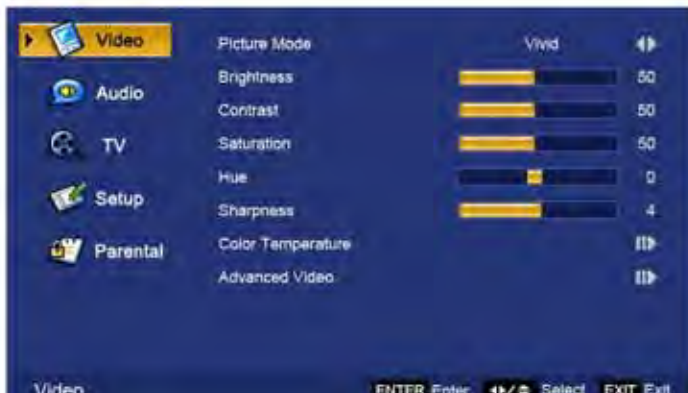 Video
Audio
TV
Setup
Parental
Picture Mode Vivid
Brightness 50
Contrast 50
Saturation 50
Hue 0
Sharpness 4
Color Temperature
Advanced Video
Video ENTER Enter Select EXIT Exit